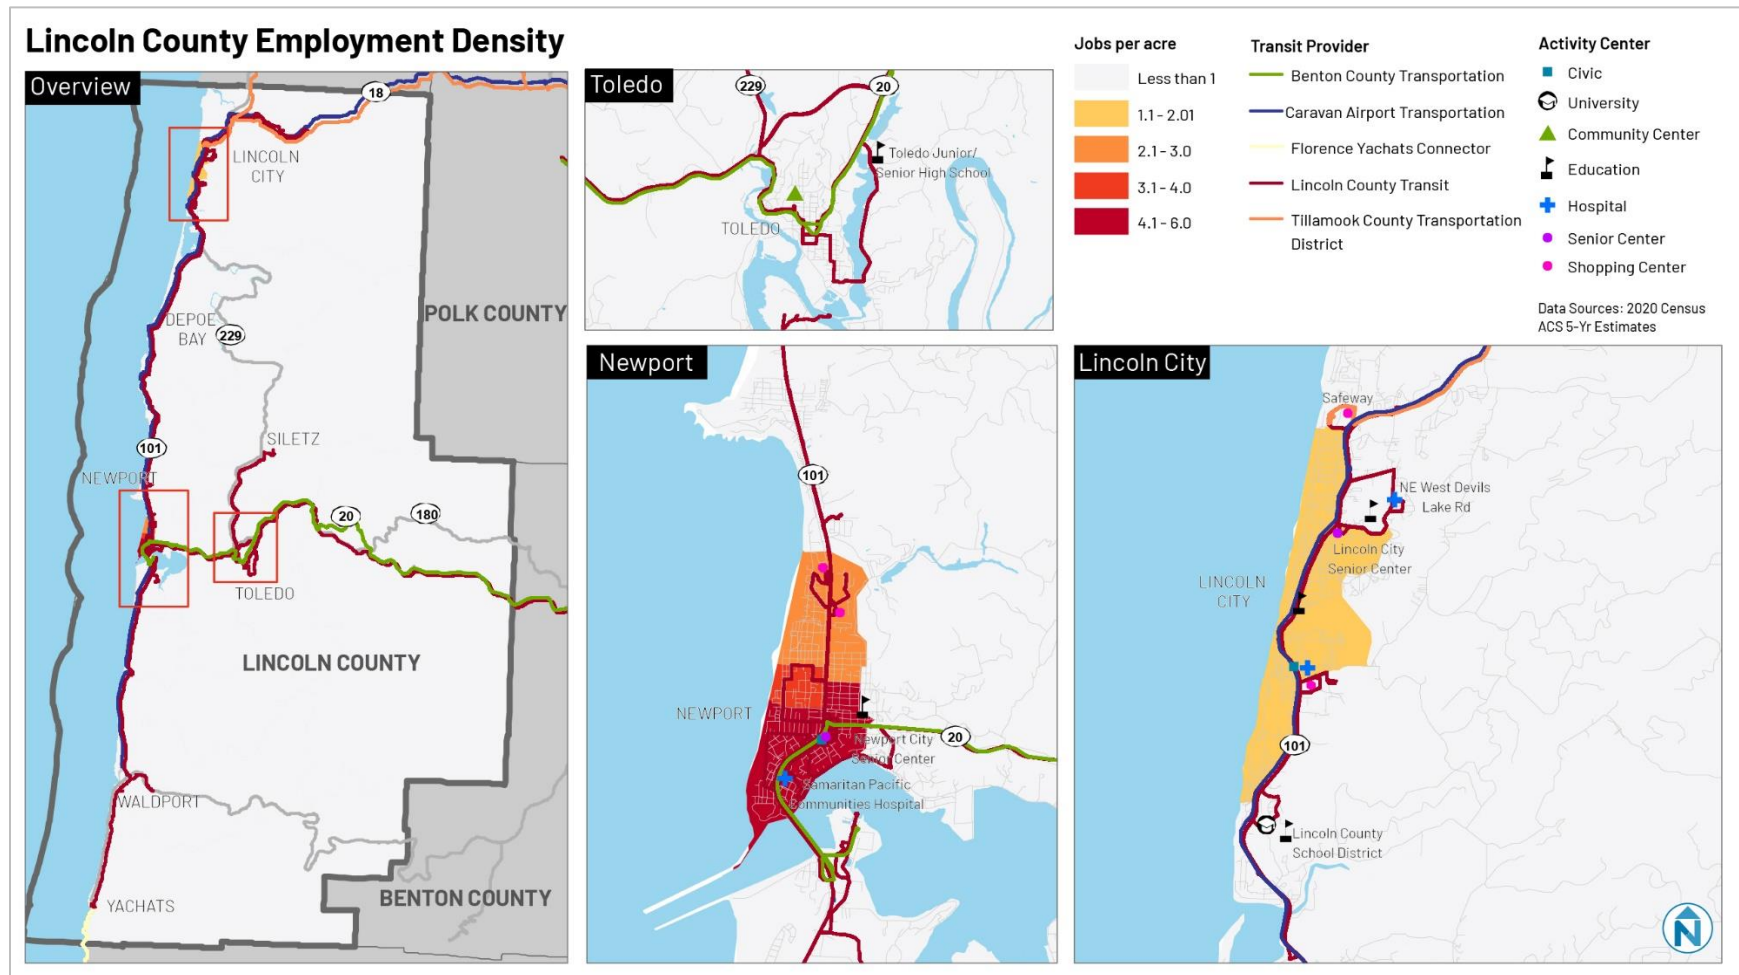 Lincoln County Employment Density
Overview
18
LINCOLN
CITY
POLK COUNTY
DEPOE
BAY
229
SILETZ
101
NEWPORT
20
180
TOLEDO
LINCOLN COUNTY
WALDPORT
YACHATS
BENTON COUNTY
Toledo
229
20
Toledo Junior/
Senior High School
TOLEDO
Jobs per acre
Less than 1
1.1 - 2.01
2.1 - 3.0
3.1 - 4.0
4.1 - 6.0
Transit Provider
Benton County Transportation
Caravan Airport Transportation
Florence Yachats Connector
Lincoln County Transit
Tillamook County Transportation
District
Activity Center
Civic
University
Community Center
Education
Hospital
Senior Center
Shopping Center
Data Sources: 2020 Census
ACS 5-Yr Estimates
Newport
101
NEWPORT
20
Newport City
Senior Center
Samaritan Pacific
Communities Hospital
Lincoln City
Safeway
NE West Devils
Lake Rd
Lincoln City
Senior Center
LINCOLN
CITY
101
Lincoln County
School District
N